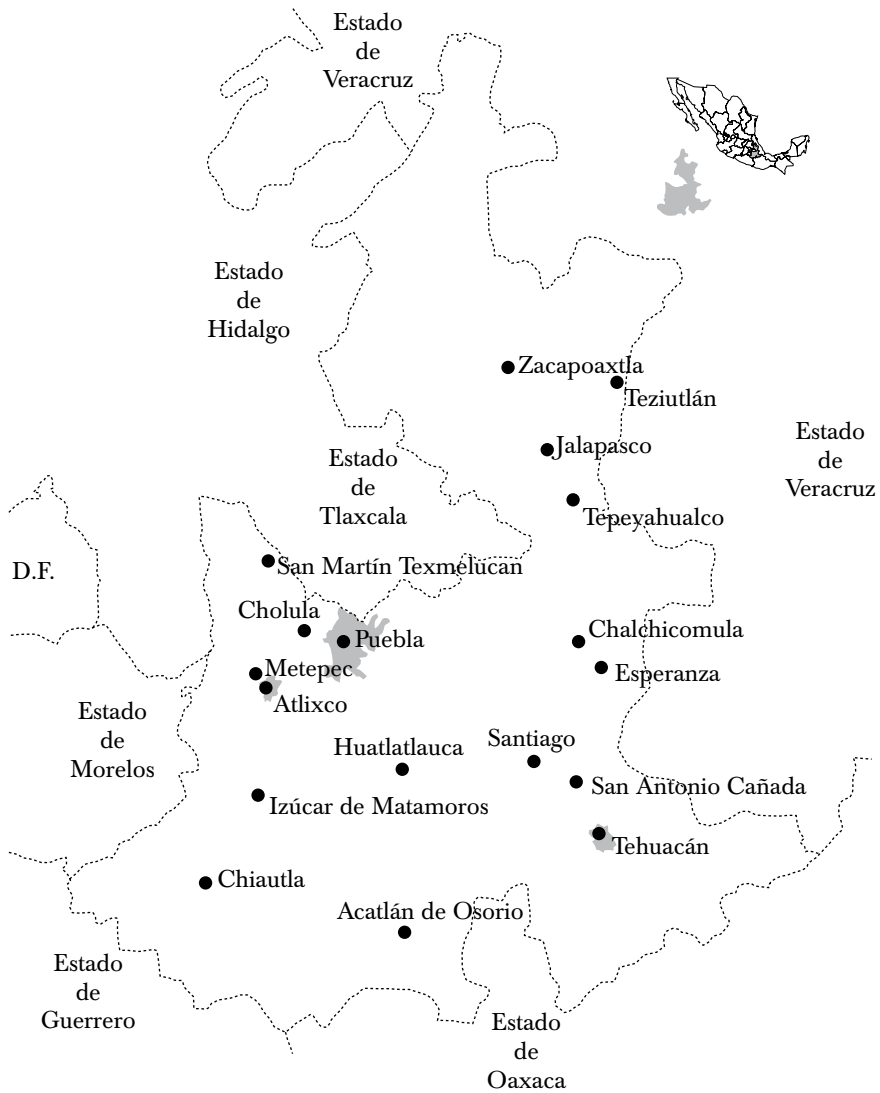 Estado
de
Veracruz
Estado
de
Hidalgo
Zacapoaxtla
Teziutlán
Jalapasco
Estado
de
Veracruz
Estado
de
Tlaxcala
Tepeyahualco
D.F.
San Martín Texmelucan
Cholula
Puebla
Chalchicomula
Metepec
Esperanza
Atlixco
Estado
de
Morelos
Huatlatlauca
Santiago
San Antonio Cañada
Izúcar de Matamoros
Tehuacán
Chiautla
Acatlán de Osorio
Estado
de
Guerrero
Estado
de
Oaxaca